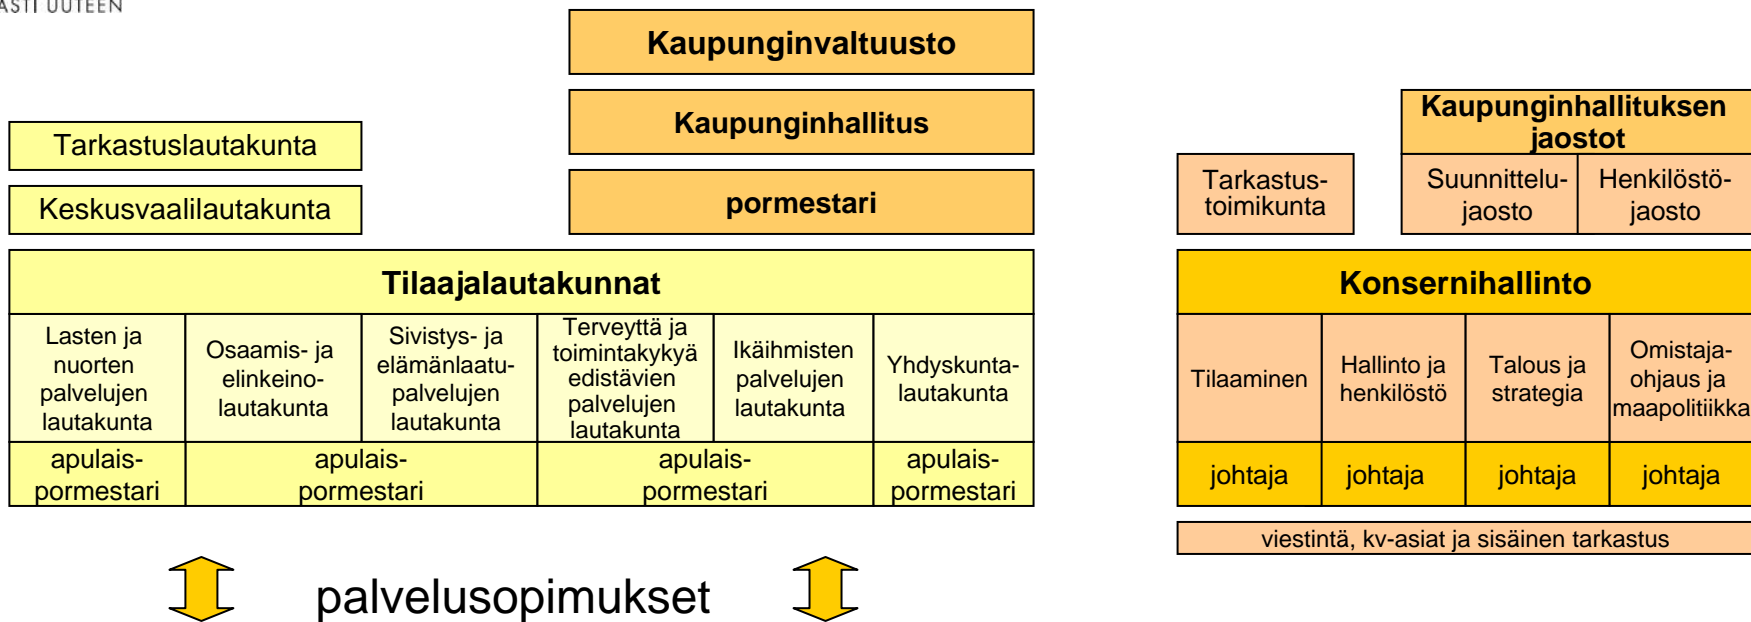 UUTEEN
Kaupunginvaltuusto
Kaupunginhallitus
pormestari
Tarkastuslautakunta
Keskusvaalilautakunta
Kaupunginhallituksen
jaostot
Tarkastus-
toimikunta
Suunnittelu-
jaosto
Henkilöstö-
jaosto
Tilaajalautakunnat
Lasten ja
nuorten
palvelujen
lautakunta
Osaamis- ja
elinkeino-
lautakunta
Sivistys- ja
elämänlaatu-
palvelujen
lautakunta
Terveyttä ja
toimintakykyä
edistävien
palvelujen
lautakunta
Ikäihmisten
palvelujen
lautakunta
Yhdyskunta-
lautakunta
apulais-
pormestari
apulais-
pormestari
apulais-
pormestari
apulais-
pormestari
Konsernihallinto
Tilaaminen
Hallinto ja
henkilöstö
Talous ja
strategia
Omistaja-
ohjaus ja
maapolitiikka
johtaja
johtaja
johtaja
johtaja
viestintä, kv-asiat ja sisäinen tarkastus
palvelusopimukset